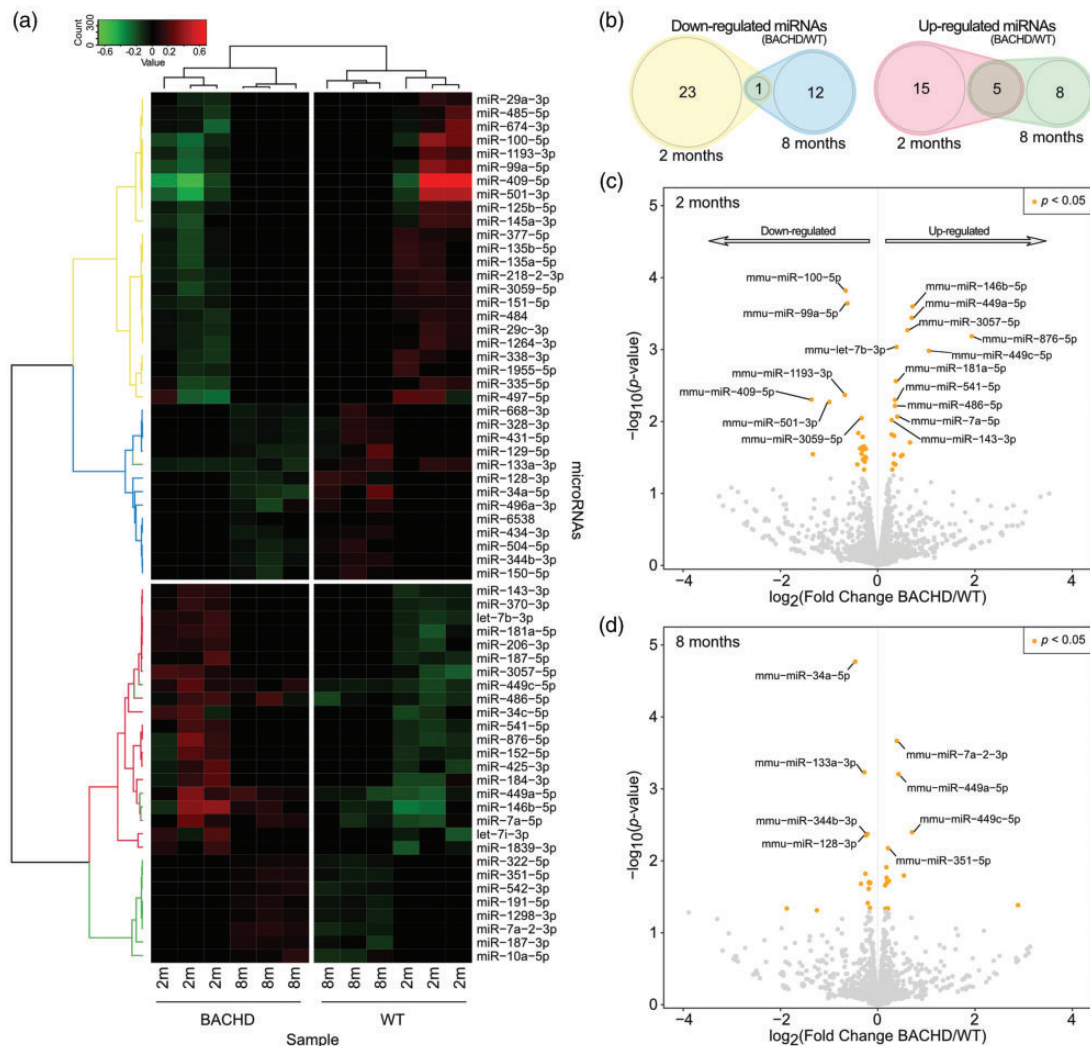 (a)
Count
0 300
-0.6 -0.2 0.2 0.6
Value
miR-29a-3p
miR-485-5p
miR-674-3p
miR-100-5p
miR-1193-3p
miR-99a-5p
miR-409-5p
miR-501-3p
miR-125b-5p
miR-145a-3p
miR-377-5p
miR-135b-5p
miR-135a-5p
miR-218-2-3p
miR-3059-5p
miR-151-5p
miR-484
miR-29c-3p
miR-1264-3p
miR-338-3p
miR-1955-5p
miR-335-5p
miR-497-5p
miR-668-3p
miR-328-3p
miR-431-5p
miR-129-5p
miR-133a-3p
miR-128-3p
miR-34a-5p
miR-496a-3p
miR-6538
miR-434-3p
miR-504-5p
miR-344b-3p
miR-150-5p
miR-143-3p
miR-370-3p
let-7b-3p
miR-181a-5p
miR-206-3p
miR-187-5p
miR-3057-5p
miR-449c-5p
miR-486-5p
miR-34c-5p
miR-541-5p
miR-876-5p
miR-152-5p
miR-425-3p
miR-184-3p
miR-449a-5p
miR-146b-5p
miR-7a-5p
let-7i-3p
miR-1839-3p
miR-322-5p
miR-351-5p
miR-542-3p
miR-191-5p
miR-1298-3p
miR-7a-2-3p
miR-187-3p
miR-10a-5p
microRNAs
2m 2m 2m 8m 8m 8m 8m 8m 8m 2m 2m 2m
BACHD WT
Sample
(b)
Down-regulated miRNAs
(BACHD/WT)
23 1 12
2 months 8 months
Up-regulated miRNAs
(BACHD/WT)
15 5 8
2 months 8 months
(c)
2 months
p < 0.05
Down-regulated Up-regulated
mmu-miR-100-5p
mmu-miR-99a-5p
mmu-let-7b-3p
mmu-miR-1193-3p
mmu-miR-409-5p
mmu-miR-501-3p
mmu-miR-3059-5p
mmu-miR-146b-5p
mmu-miR-449a-5p
mmu-miR-3057-5p
mmu-miR-876-5p
mmu-miR-449c-5p
mmu-miR-181a-5p
mmu-miR-541-5p
mmu-miR-486-5p
mmu-miR-7a-5p
mmu-miR-143-3p
5
4
3
2
1
0
−log10(p-value)
−4 −2 0 2 4
log2(Fold Change BACHD/WT)
(d)
8 months
p < 0.05
mmu-miR-34a-5p
mmu-miR-133a-3p
mmu-miR-344b-3p
mmu-miR-128-3p
mmu-miR-7a-2-3p
mmu-miR-449a-5p
mmu-miR-449c-5p
mmu-miR-351-5p
5
4
3
2
1
0
−log10(p-value)
−4 −2 0 2 4
log2(Fold Change BACHD/WT)